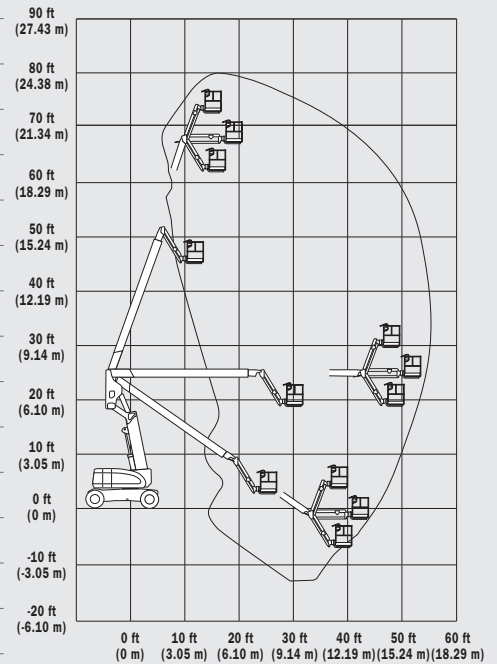 90 ft
(27.43 m)
80 ft
(24.38 m)
70 ft
(21.34 m)
60 ft
(18.29 m)
50 ft
(15.24 m)
40 ft
(12.19 m)
30 ft
(9.14 m)
20 ft
(6.10 m)
10 ft
(3.05 m)
0 ft
(0 m)
-10 ft
(-3.05 m)
-20 ft
(-6.10 m)
0 ft 10 ft 20 ft 30 ft 40 ft 50 ft 60 ft
(0 m) (3.05 m) (6.10 m) (9.14 m) (12.19 m) (15.24 m) (18.29 m)